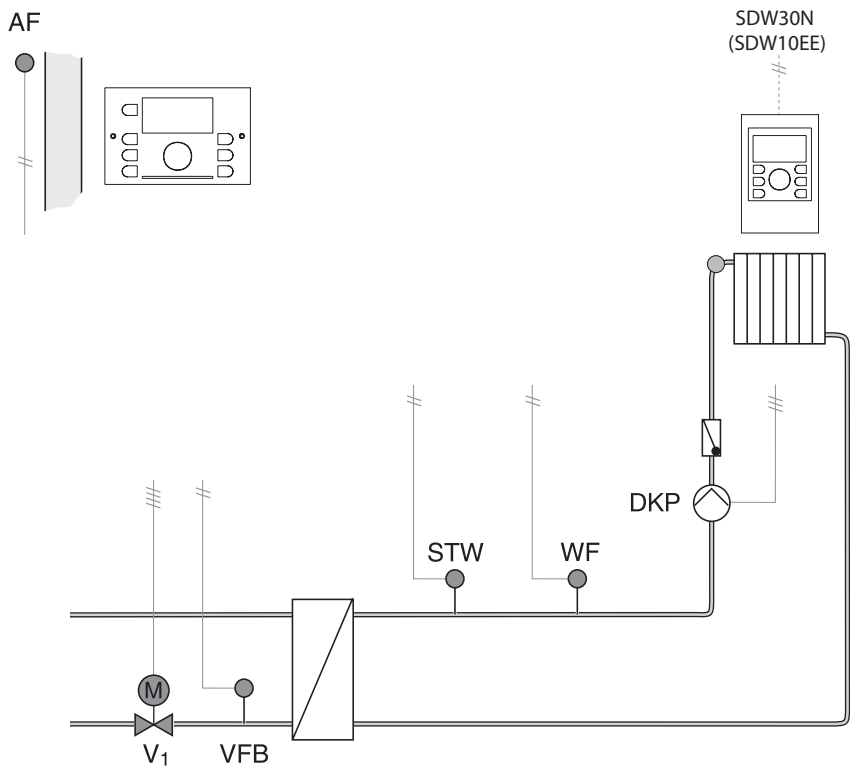 AF
SDW30N
(SDW10EE)
DKP
STW
WF
M
V₁
VFB